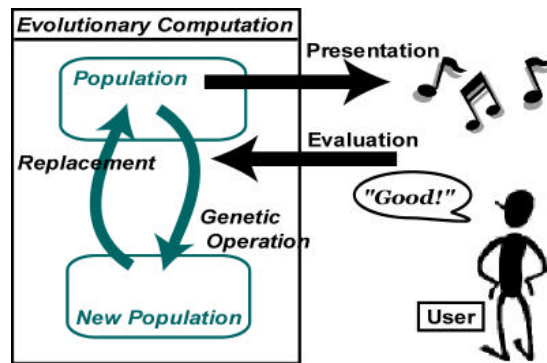 Evolutionary Computation
Population
Presentation
Evaluation
Replacement
"Good!"
Genetic
Operation
New Population
User